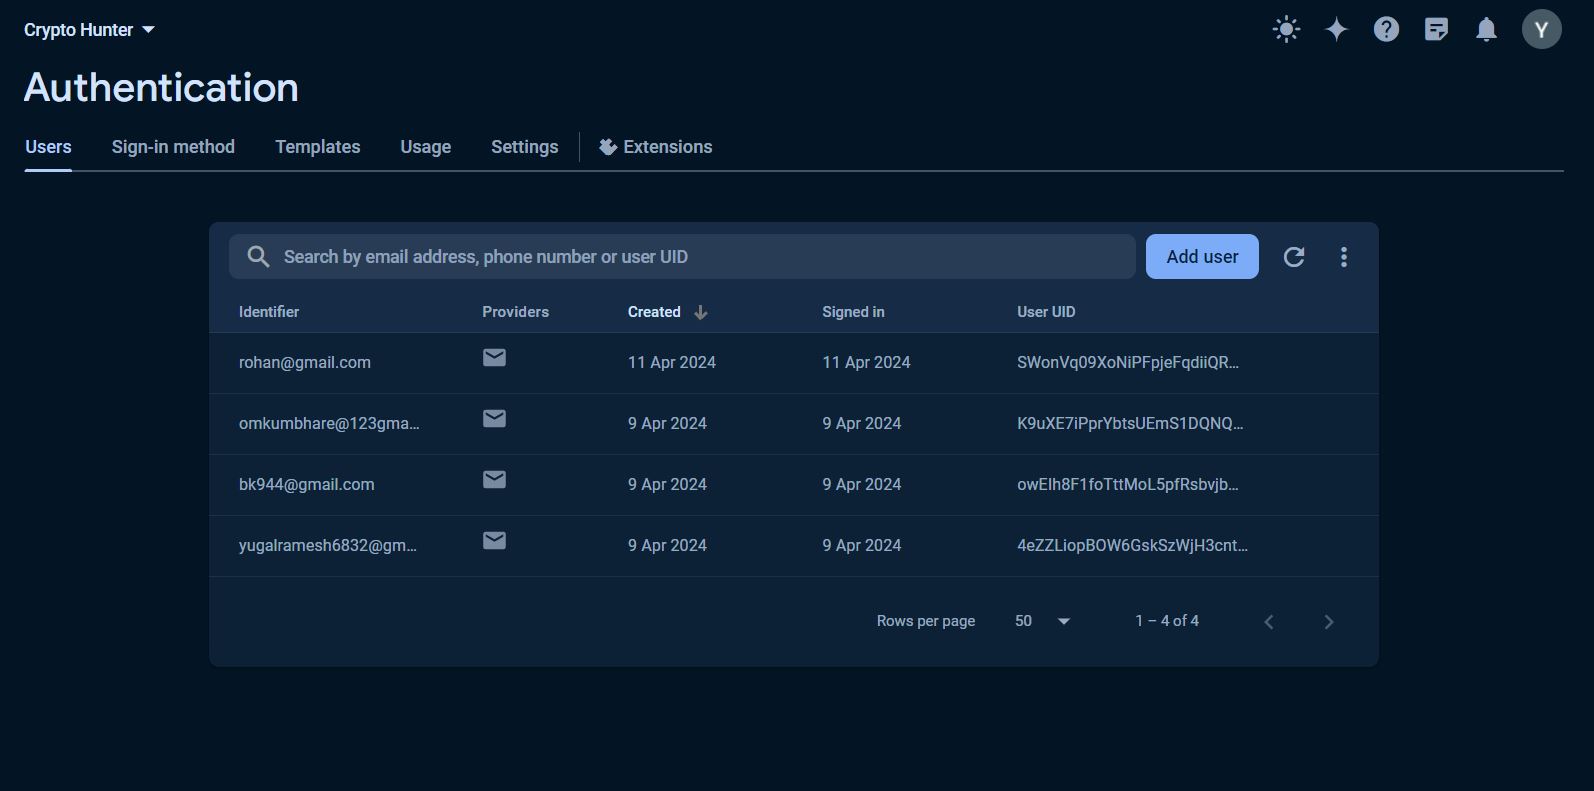 Crypto Hunter
Y
Authentication
Users Sign-in method Templates Usage Settings Extensions
Search by email address, phone number or user UID Add user
Identifier Providers Created Signed in User UID
rohan@gmail.com 11 Apr 2024 11 Apr 2024 SWonVq09XoNiPFpjeFqdiiQR...
omkumbhare@123gma... 9 Apr 2024 9 Apr 2024 K9uXE7iPprYbtsUEmS1DQNQ...
bk944@gmail.com 9 Apr 2024 9 Apr 2024 owElh8F1foTttMoL5pfRsbvjb...
yugalramesh6832@gm... 9 Apr 2024 9 Apr 2024 4eZZLiopBOW6GskSzWjH3cnt...
Rows per page 50 1 – 4 of 4